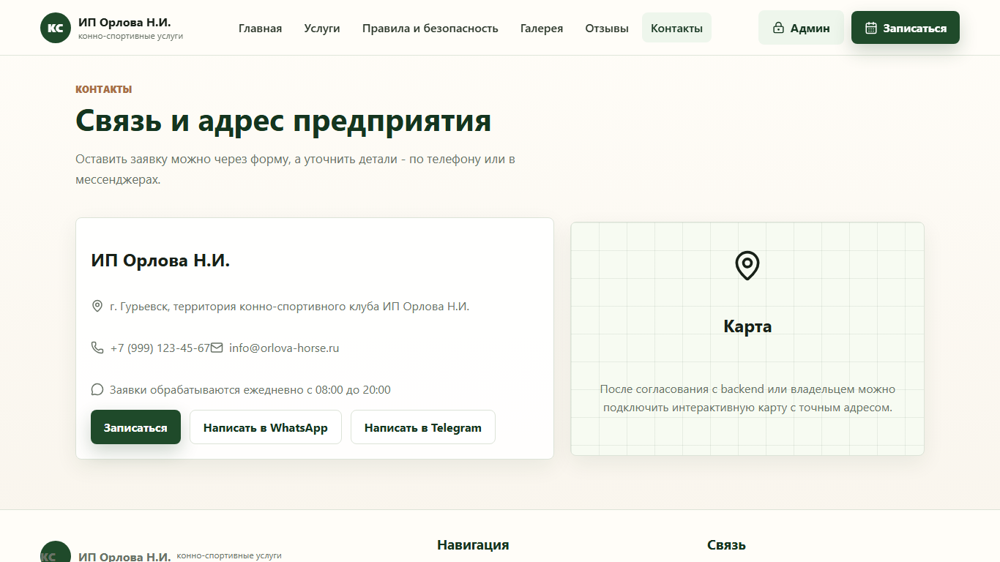 КС
ИП Орлова Н.И.
конно-спортивные услуги
Главная
Услуги
Правила и безопасность
Галерея
Отзывы
Контакты
Админ
Записаться
КОНТАКТЫ
Связь и адрес предприятия
Оставить заявку можно через форму, а уточнить детали - по телефону или в
мессенджерах.
ИП Орлова Н.И.
г. Гурьевск, территория конно-спортивного клуба ИП Орлова Н.И.
+7 (999) 123-45-67 info@orlova-horse.ru
Заявки обрабатываются ежедневно с 08:00 до 20:00
Записаться
Написать в WhatsApp
Написать в Telegram
Карта
После согласования с backend или владельцем можно
подключить интерактивную карту с точным адресом.
КС
ИП Орлова Н.И. конно-спортивные услуги
Навигация
Связь